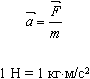 a⃗ = F⃗/m
1 Н = 1 кг·м/с²